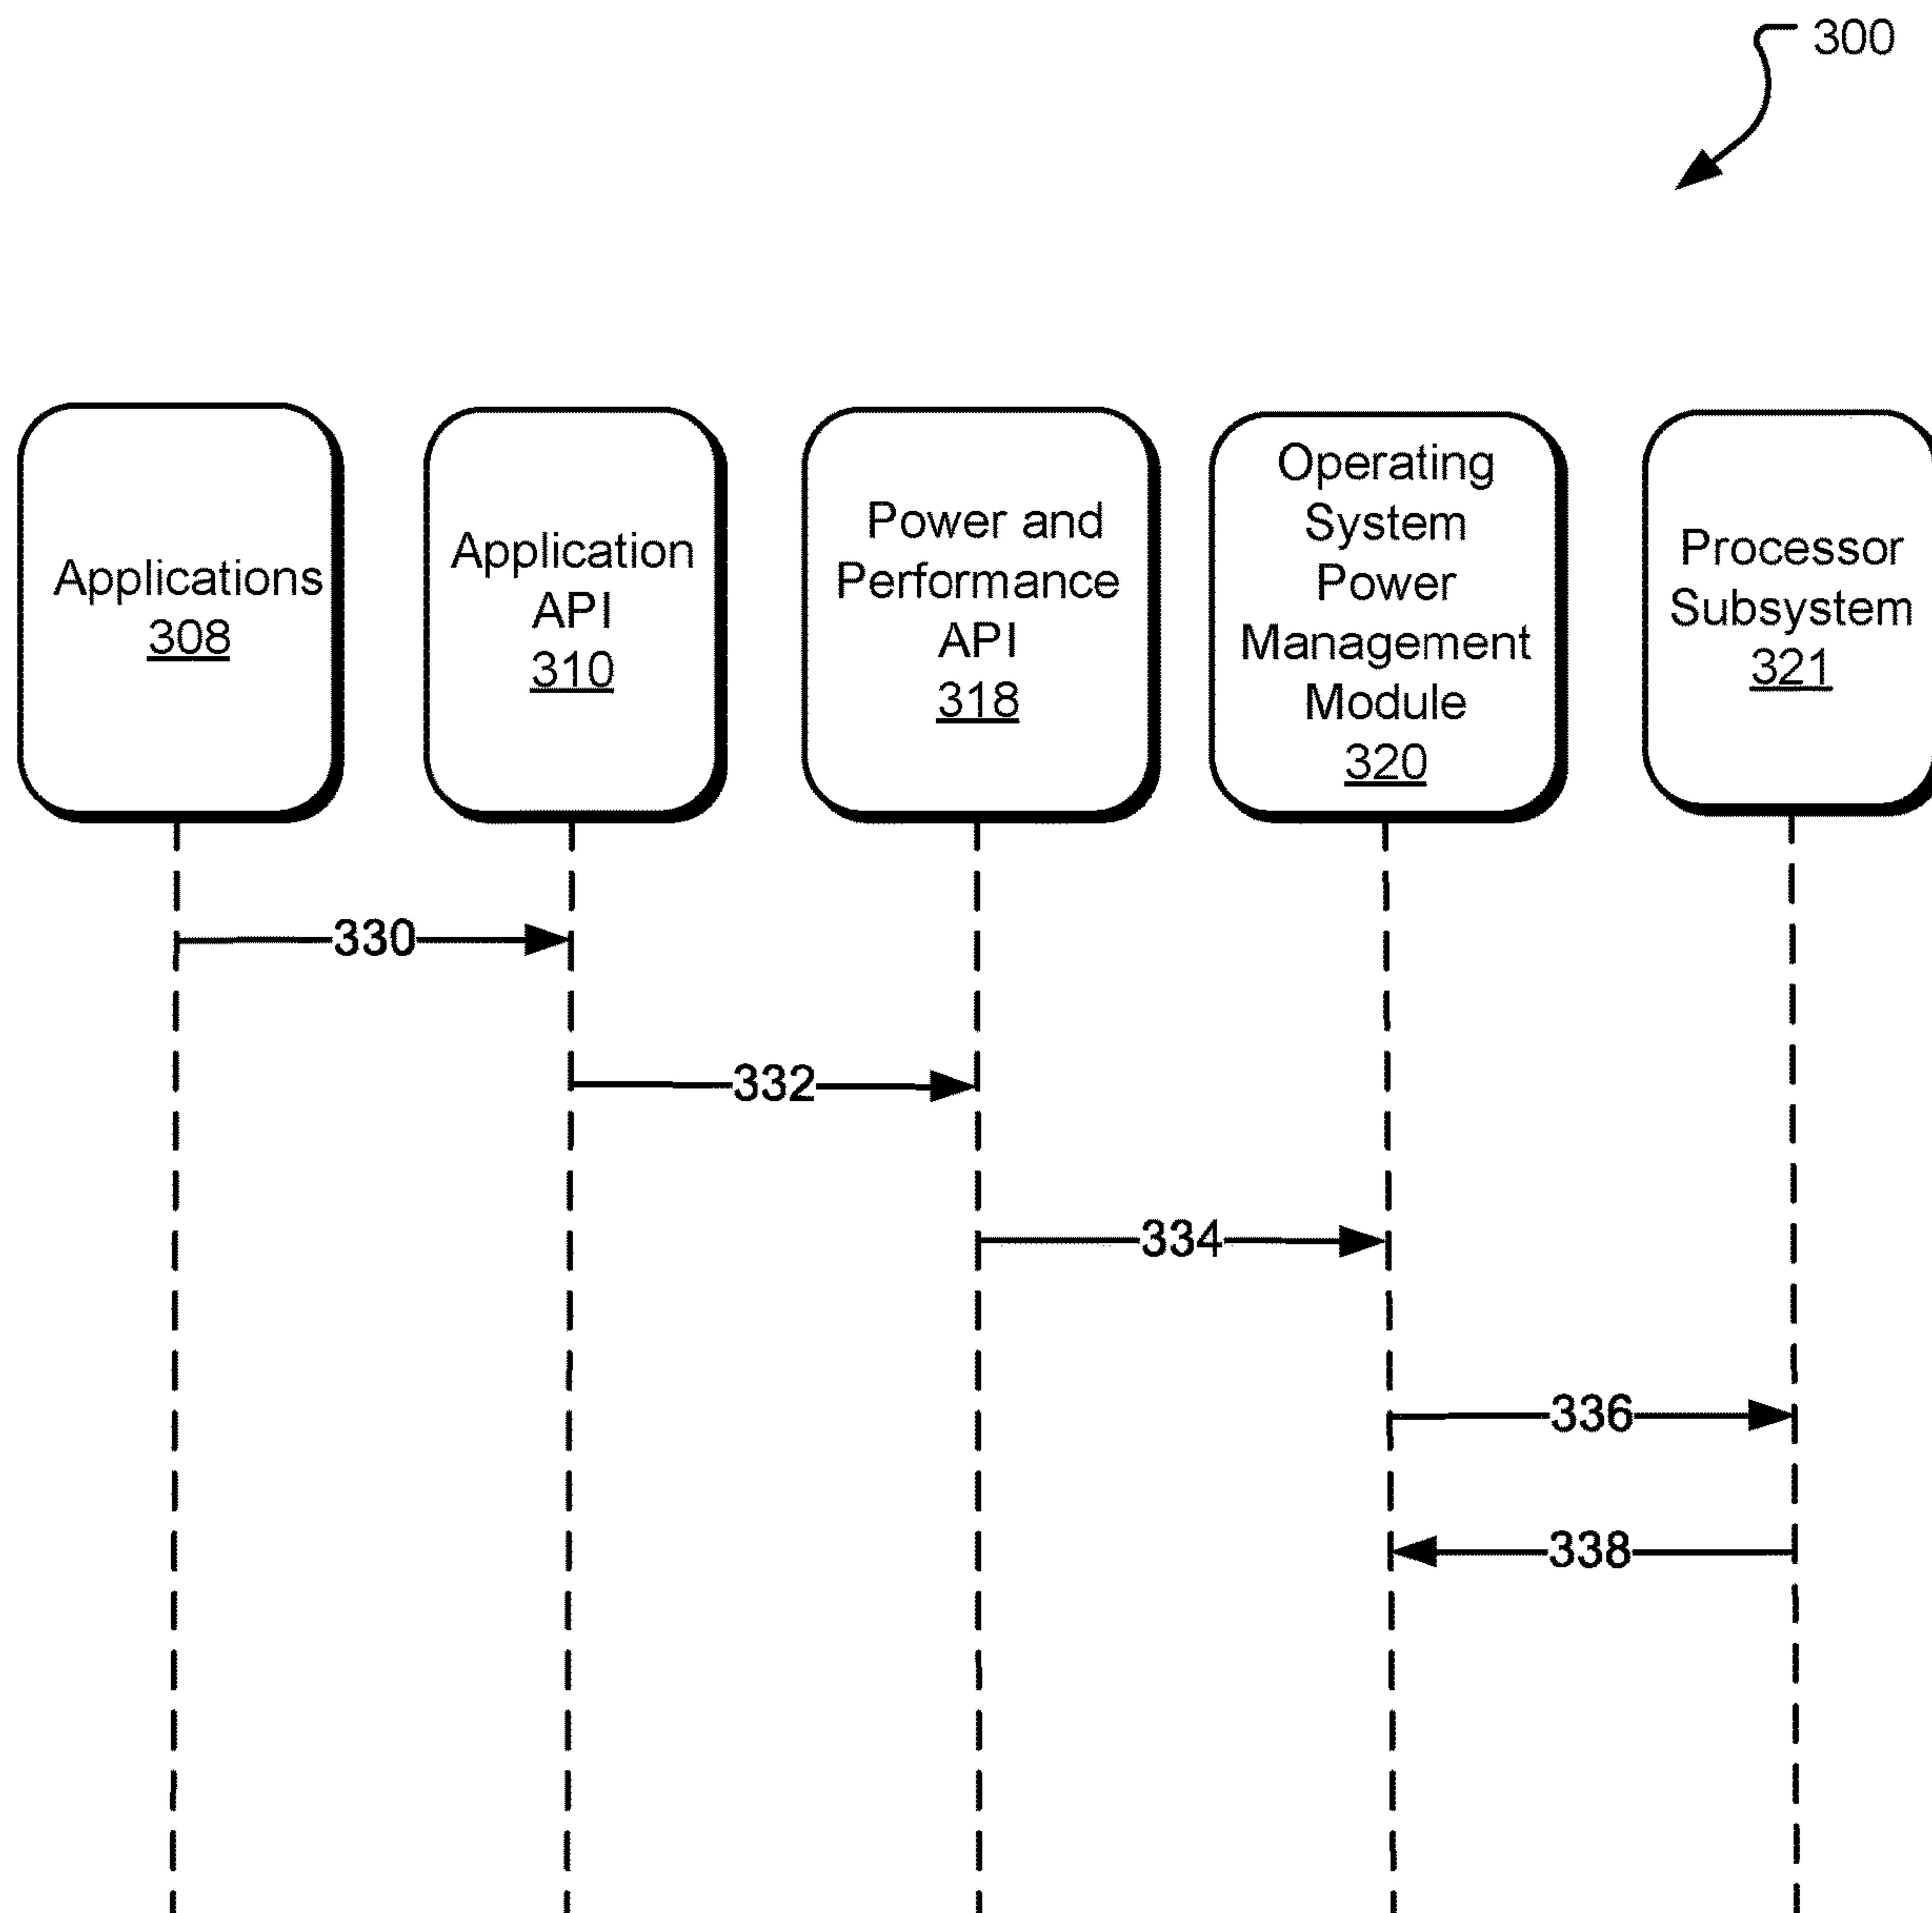 300
Applications
308
Application
API
310
Power and
Performance
API
318
Operating
System
Power
Management
Module
320
Processor
Subsystem
321
330
332
334
336
338